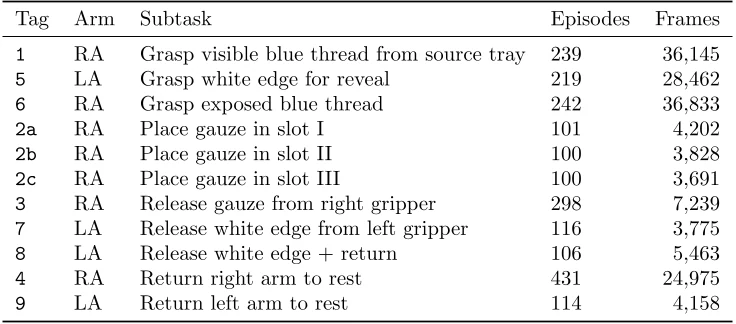 Tag Arm Subtask Episodes Frames
1 RA Grasp visible blue thread from source tray 239 36,145
5 LA Grasp white edge for reveal 219 28,462
6 RA Grasp exposed blue thread 242 36,833
2a RA Place gauze in slot I 101 4,202
2b RA Place gauze in slot II 100 3,828
2c RA Place gauze in slot III 100 3,691
3 RA Release gauze from right gripper 298 7,239
7 LA Release white edge from left gripper 116 3,775
8 LA Release white edge + return 106 5,463
4 RA Return right arm to rest 431 24,975
9 LA Return left arm to rest 114 4,158